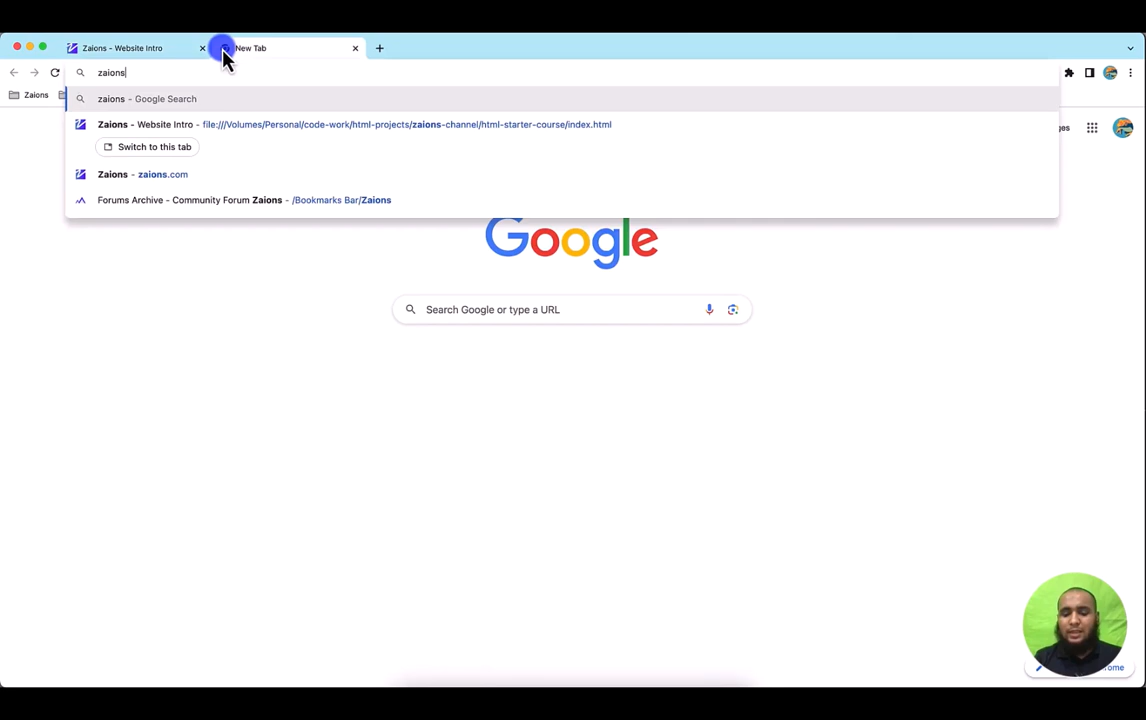 Zaions - Website Intro
New Tab
zaions
Zaions
zaions - Google Search
Zaions - Website Intro - file:///Volumes/Personal/code-work/html-projects/zaions-channel/html-starter-course/index.html
Switch to this tab
Zaions - zaions.com
Forums Archive - Community Forum Zaions - /Bookmarks Bar/Zaions
Google
Search Google or type a URL